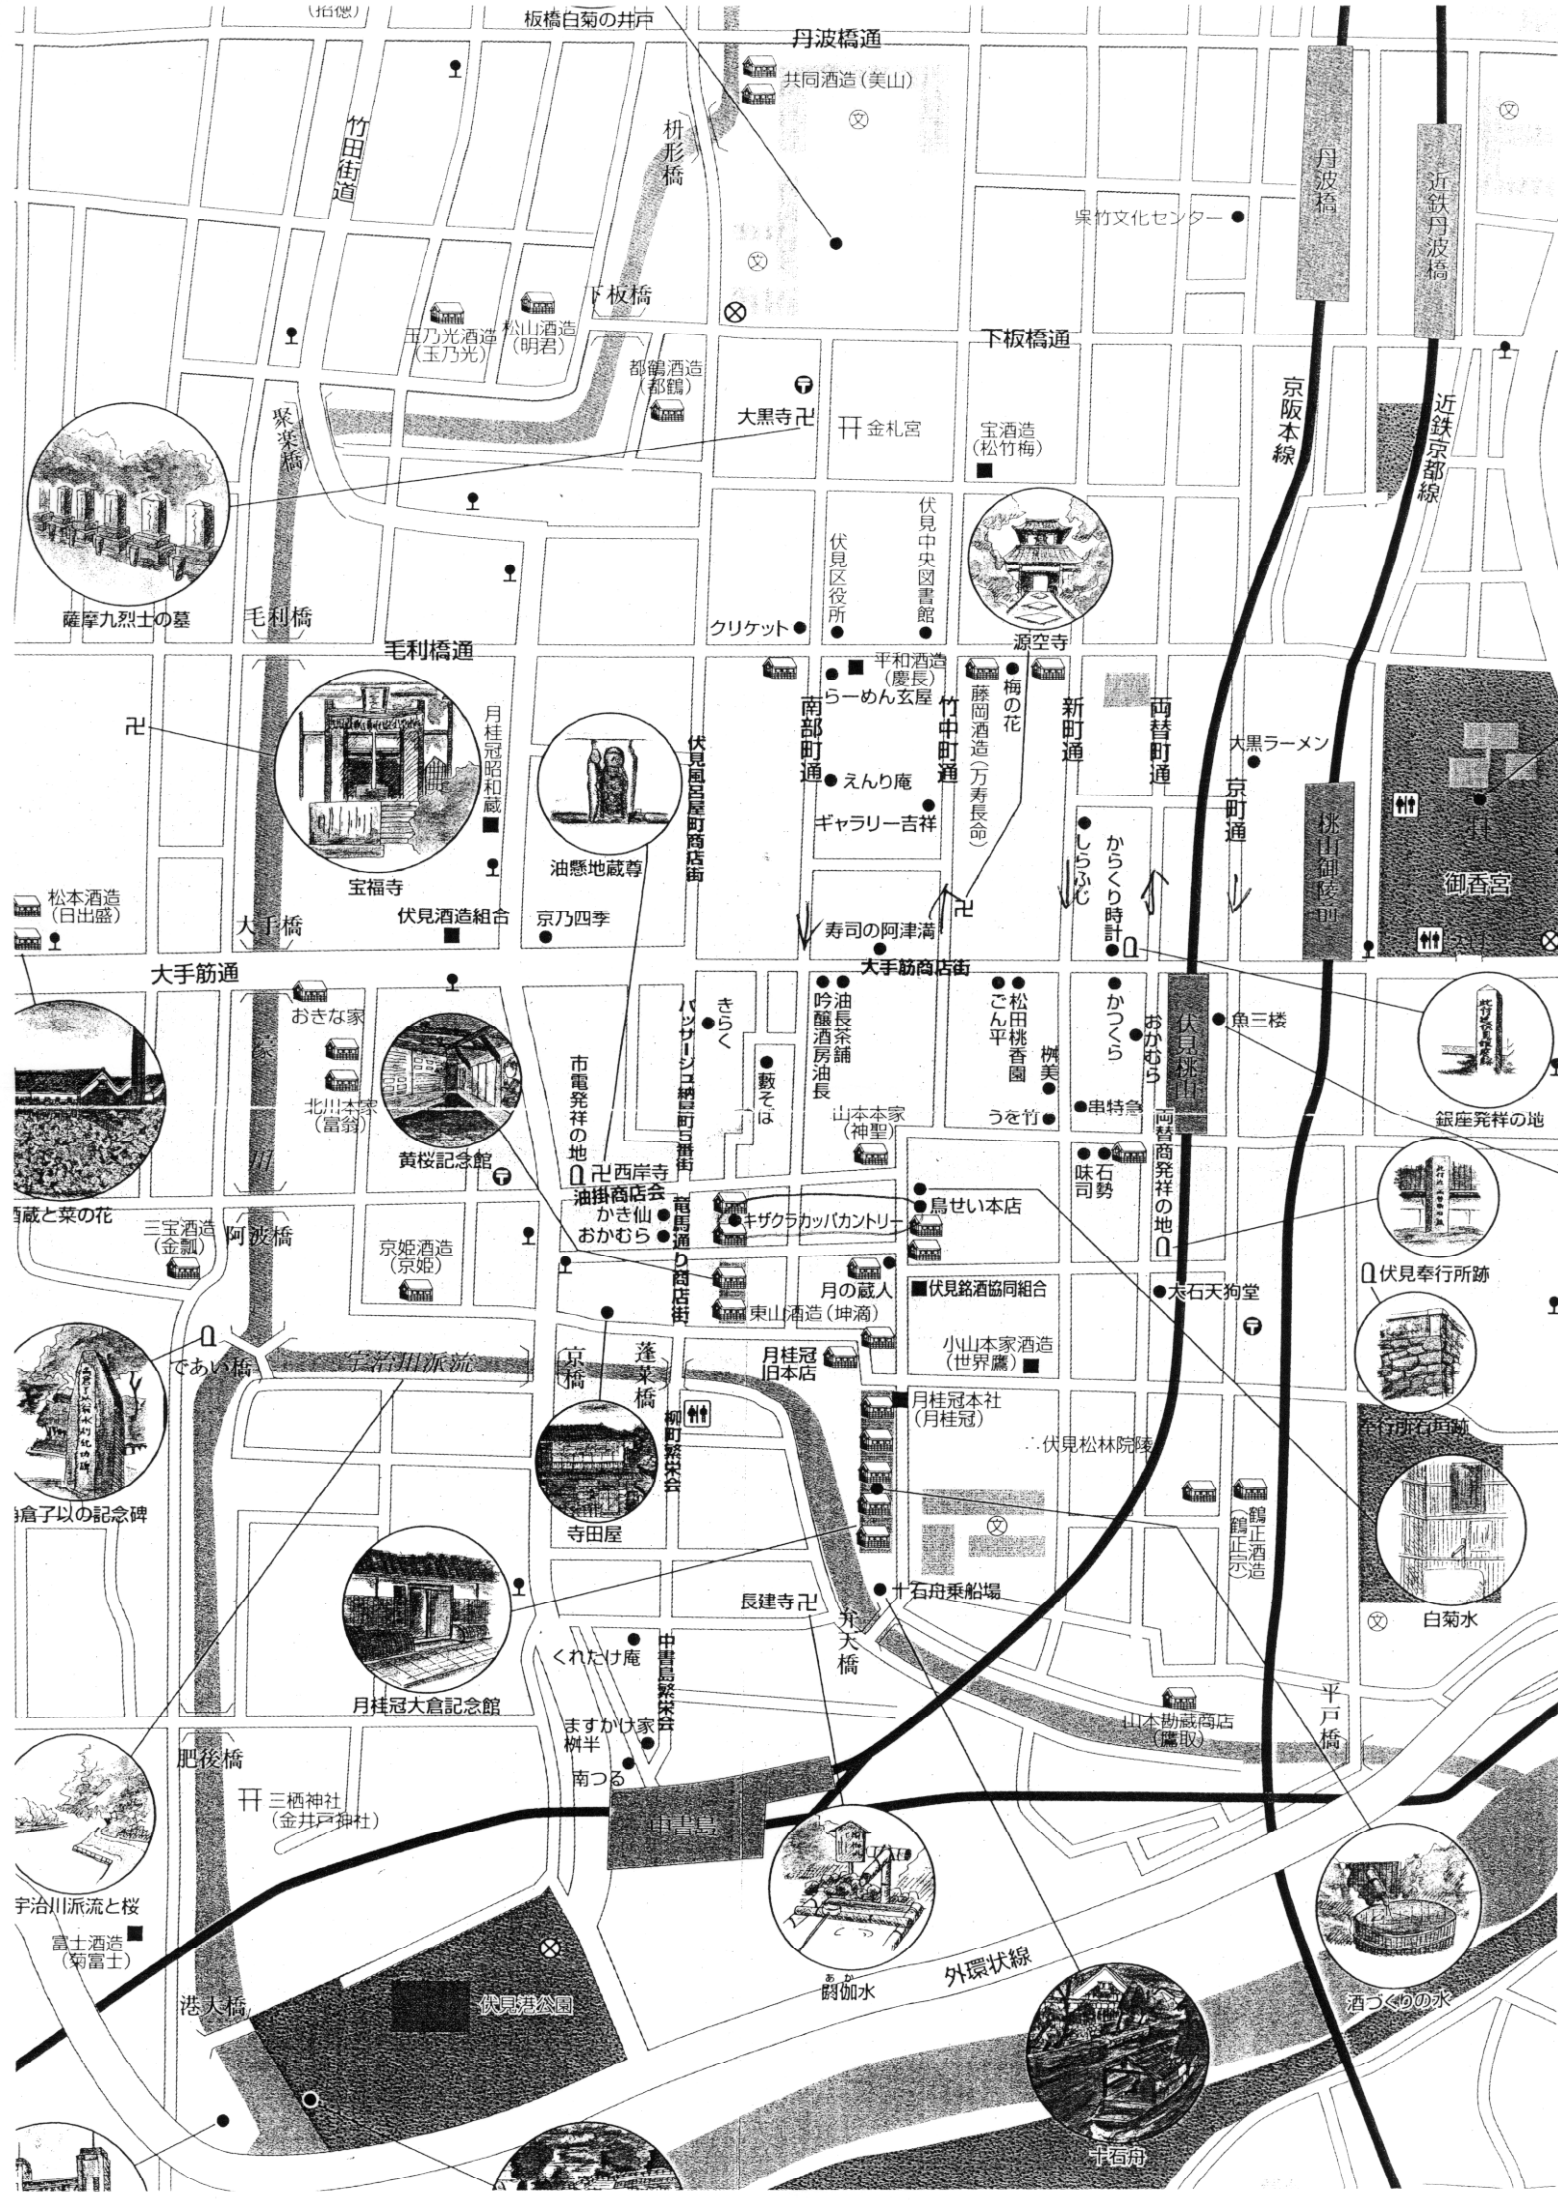 (招徳)
板橋白菊の井戸
丹波橋通
共同酒造(美山)
文
文
竹田街道
枡形橋
丹波橋
近鉄丹波橋
呉竹文化センター
文
下板橋
玉乃光酒造
(玉乃光)
松山酒造
(明君)
下板橋通
都鶴酒造
(都鶴)
京阪本線
近鉄京都線
聚楽橋
大黒寺
金札宮
宝酒造
(松竹梅)
伏見区役所
伏見中央図書館
薩摩九烈士の墓
毛利橋
クリケット
源空寺
毛利橋通
平和酒造
(慶長)
らーめん玄屋
藤岡酒造(万寿長命)
梅の花
月桂冠昭和蔵
伏見風呂屋町商店街
南部町通
竹中町通
新町通
両替町通
京町通
大黒ラーメン
えんり庵
ギャラリー吉祥
しらふじ
からくり時計
桃山御陵前
御香宮
油懸地蔵尊
宝福寺
松本酒造
(日出盛)
大手橋
伏見酒造組合
京乃四季
寿司の阿津満
大手筋通
大手筋商店街
おきな家
濠川
北川本家
(富翁)
黄桜記念館
市電発祥の地
パッセージュ納屋町5番街
きらく
藪そば
吟醸酒房油長
油長茶舗
ごん平
松田桃香園
桝美
かつくら
おかむら
伏見桃山
魚三楼
銀座発祥の地
山本本家
(神聖)
うを竹
串特急
両替商発祥の地
味司
石勢
酒蔵と菜の花
西岸寺
油掛商店会
かき仙
おかむら
竜馬通り商店街
キザクラカッパカントリー
鳥せい本店
三宝酒造
(金瓢)
阿波橋
京姫酒造
(京姫)
月の蔵人
伏見銘酒協同組合
大石天狗堂
伏見奉行所跡
東山酒造(坤滴)
であい橋
宇治川派流
京橋
蓬莱橋
月桂冠
旧本店
小山本家酒造
(世界鷹)
月桂冠本社
(月桂冠)
柳町繁栄会
伏見松林院陵
奉行所石垣跡
角倉了以の記念碑
寺田屋
文
鶴正酒造
(鶴正宗)
文
白菊水
長建寺
十石舟乗船場
弁天橋
くれたけ庵
中書島繁栄会
月桂冠大倉記念館
ますかけ家
桝半
南つる
山本勘蔵商店
(鷹取)
平戸橋
肥後橋
三栖神社
(金井戸神社)
中書島
宇治川派流と桜
富士酒造
(菊富士)
港大橋
伏見港公園
あか
閼伽水
外環状線
十石舟
酒づくりの水